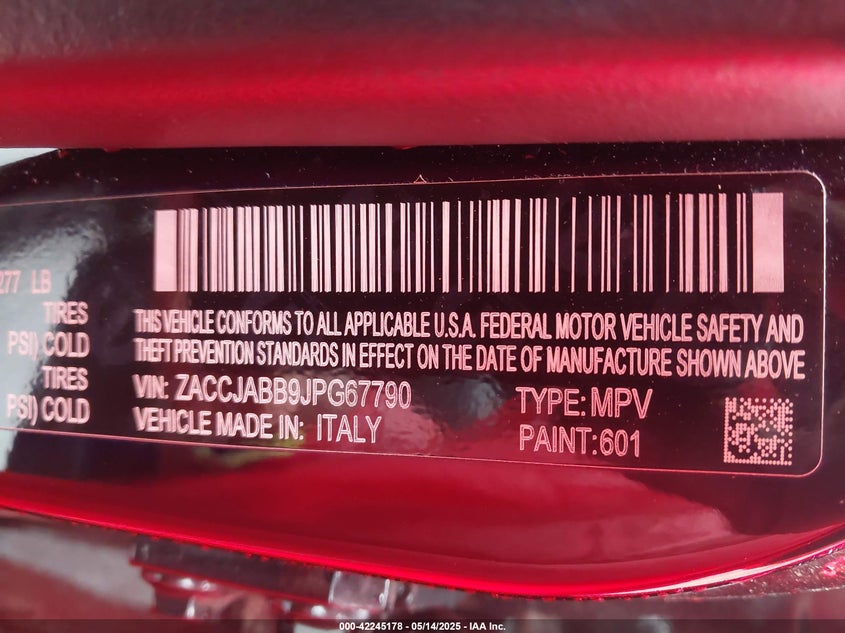 277 LB
TIRES
PSI) COLD
TIRES
PSI) COLD
THIS VEHICLE CONFORMS TO ALL APPLICABLE U.S.A. FEDERAL MOTOR VEHICLE SAFETY AND
THEFT PREVENTION STANDARDS IN EFFECT ON THE DATE OF MANUFACTURE SHOWN ABOVE
VIN: ZACCJABB9JPG67790 TYPE: MPV
VEHICLE MADE IN: ITALY PAINT: 601
000-42245178 - 05/14/2025 - IAA Inc.